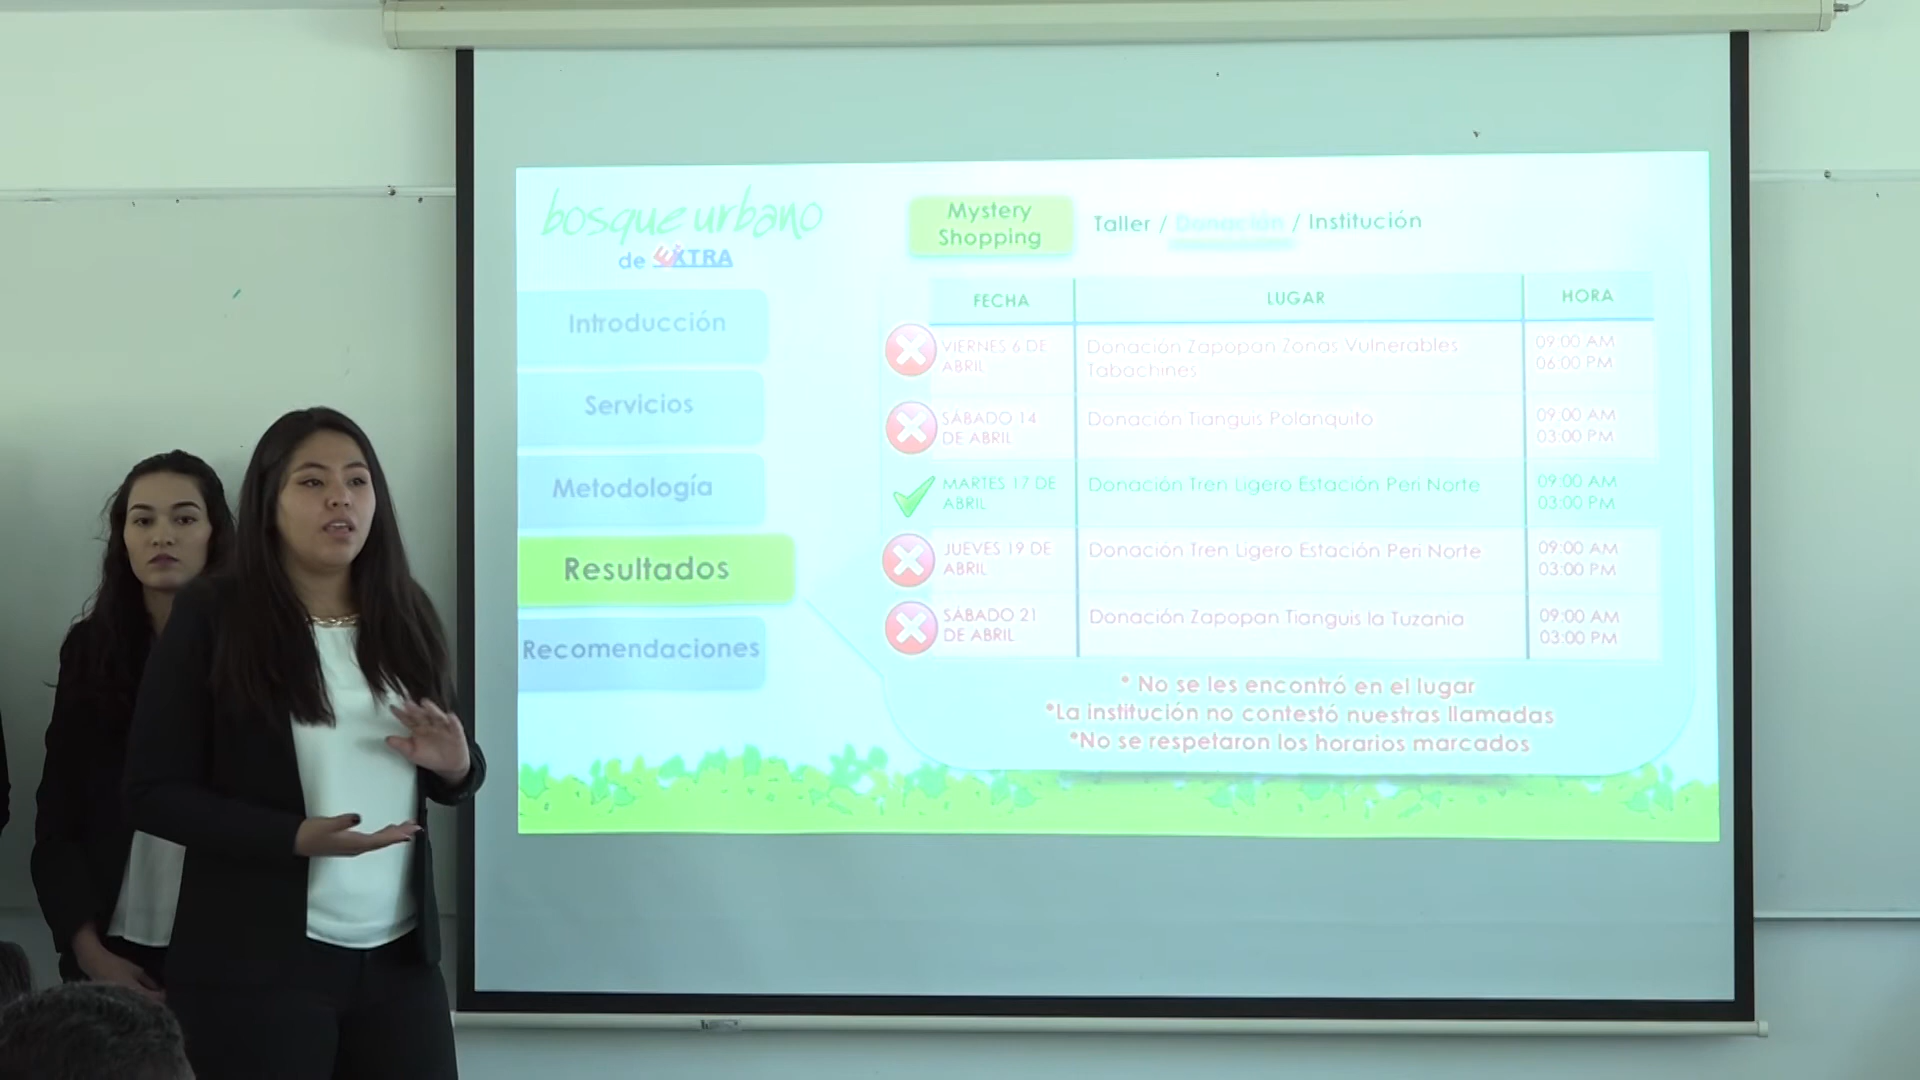 bosque urbano
de EXTRA
Introducción
Servicios
Metodología
Resultados
Recomendaciones
Mystery
Shopping
Taller / Donación / Institución
FECHA LUGAR HORA
VIERNES 6 DE
ABRIL
Donación Zapopan Zonas Vulnerables
Tabachines
09:00 AM
06:00 PM
SÁBADO 14
DE ABRIL
Donación Tianguis Polanquito
09:00 AM
03:00 PM
MARTES 17 DE
ABRIL
Donación Tren Ligero Estación Peri Norte
09:00 AM
03:00 PM
JUEVES 19 DE
ABRIL
Donación Tren Ligero Estación Peri Norte
09:00 AM
03:00 PM
SÁBADO 21
DE ABRIL
Donación Zapopan Tianguis la Tuzania
09:00 AM
03:00 PM
* No se les encontró en el lugar
*La institución no contestó nuestras llamadas
*No se respetaron los horarios marcados